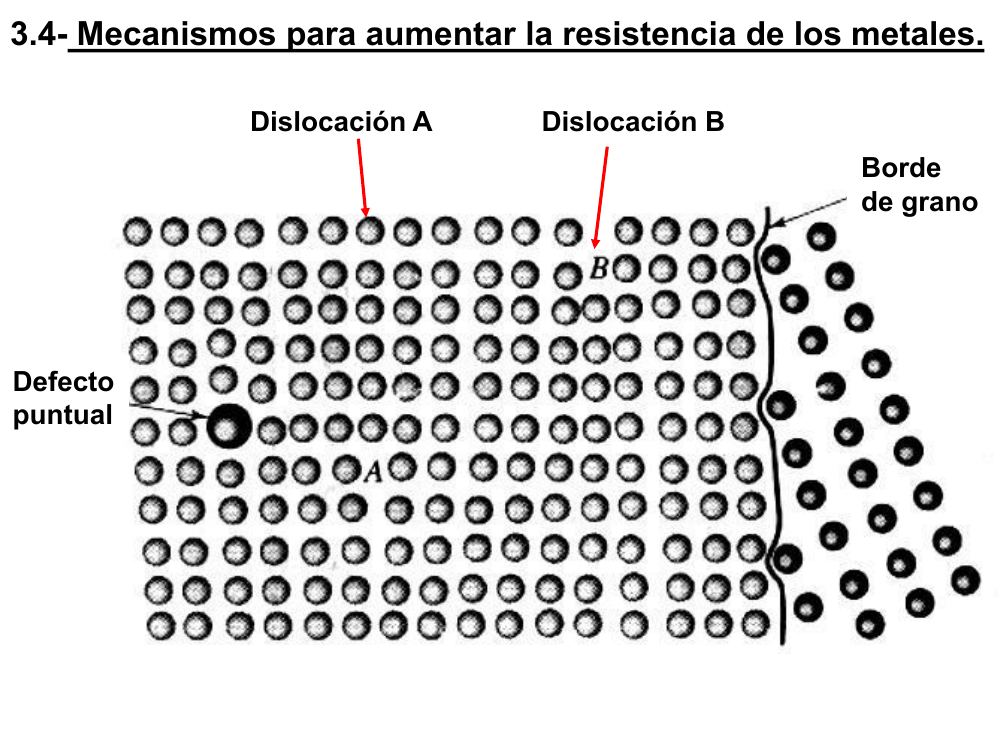 3.4- Mecanismos para aumentar la resistencia de los metales.
Dislocación A
Dislocación B
Borde
de grano
B
Defecto
puntual
A